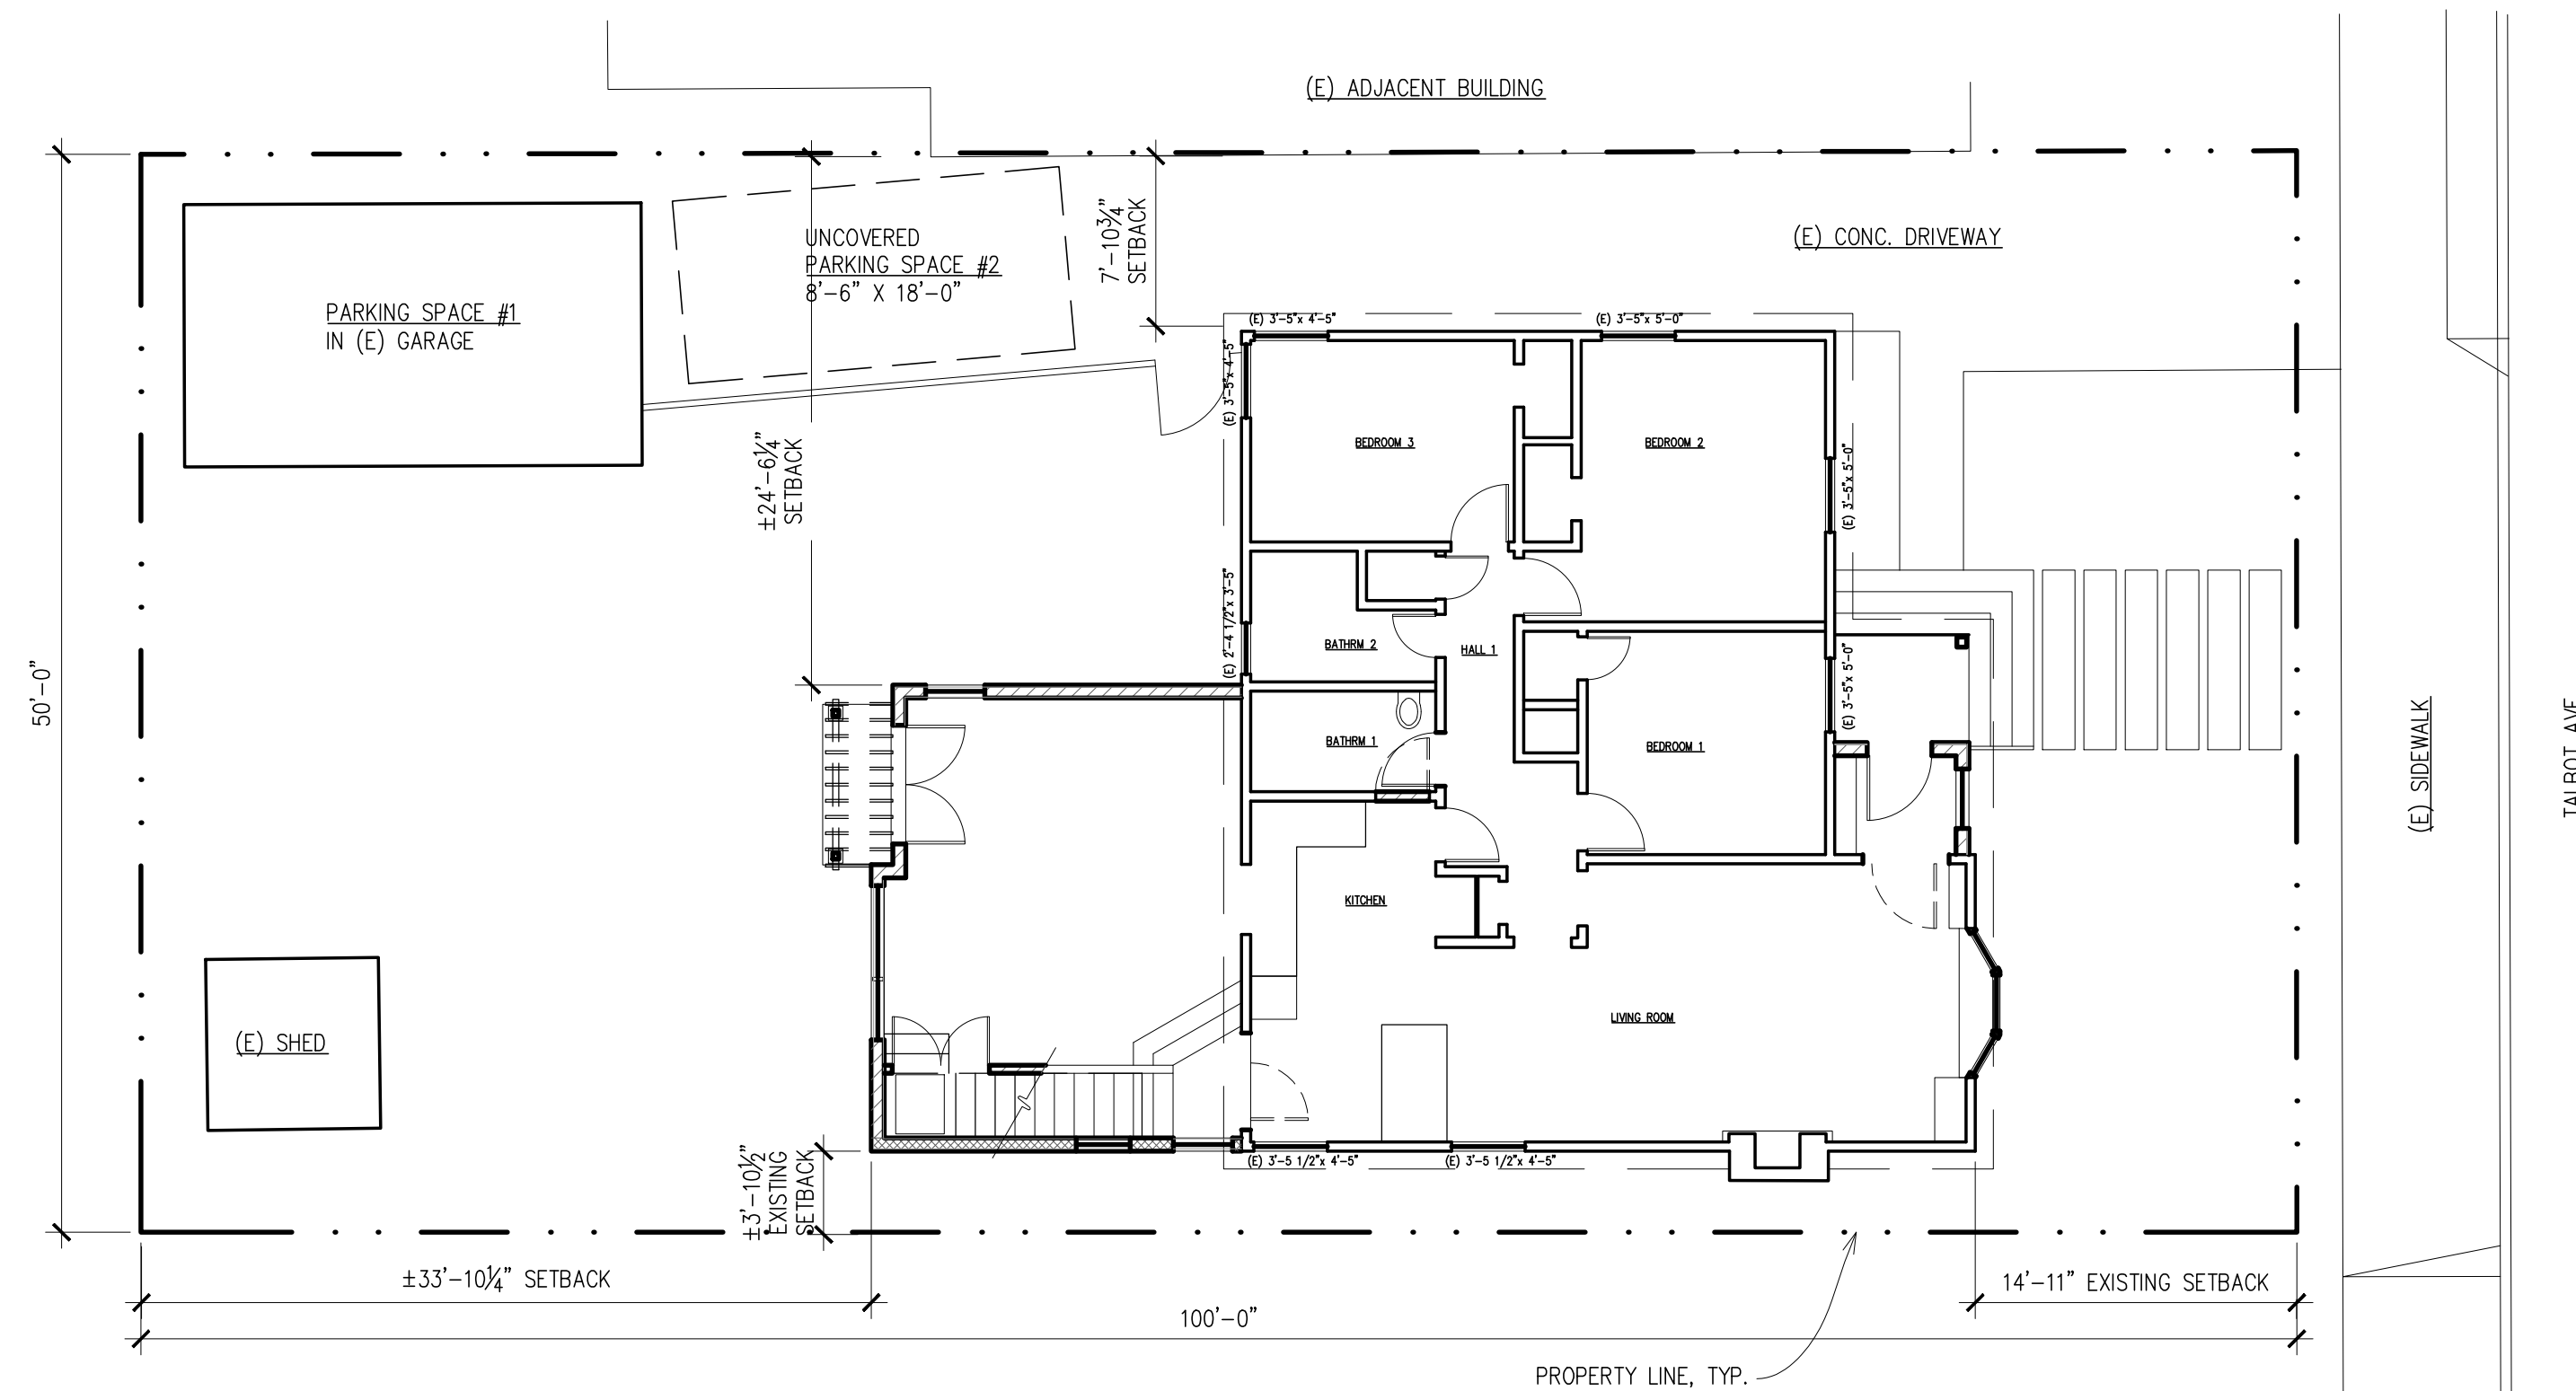 (E) ADJACENT BUILDING
UNCOVERED
PARKING SPACE #2
8'-6" X 18'-0"
7'-10¾"
SETBACK
(E) CONC. DRIVEWAY
PARKING SPACE #1
IN (E) GARAGE
(E) 3'-5"x 4'-5"
(E) 3'-5"x 5'-0"
(E) 3'-5"x 4'-5"
±24'-6¼"
SETBACK
BEDROOM 3
BEDROOM 2
(E) 3'-5"x 5'-0"
(E) 2'-4 1/2"x 3'-5"
BATHRM 2
HALL 1
(E) 3'-5"x 5'-0"
50'-0"
BATHRM 1
BEDROOM 1
(E) SIDEWALK
TALBOT AVE
KITCHEN
LIVING ROOM
(E) SHED
(E) 3'-5 1/2"x 4'-5"
(E) 3'-5 1/2"x 4'-5"
±3'-10½"
EXISTING
SETBACK
±33'-10¼" SETBACK
14'-11" EXISTING SETBACK
100'-0"
PROPERTY LINE, TYP.